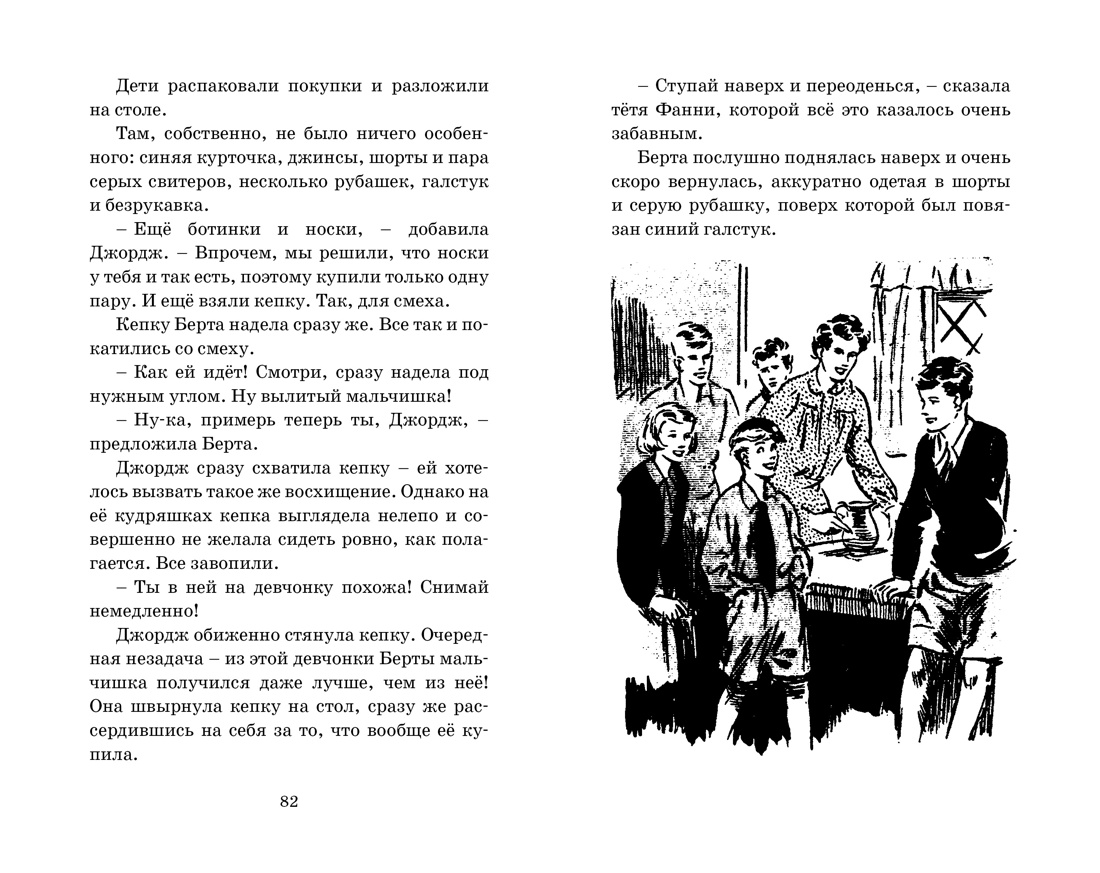 Дети распаковали покупки и разложили
на столе.
Там, собственно, не было ничего особен-
ного: синяя курточка, джинсы, шорты и пара
серых свитеров, несколько рубашек, галстук
и безрукавка.
– Ещё ботинки и носки, – добавила
Джордж. – Впрочем, мы решили, что носки
у тебя и так есть, поэтому купили только одну
пару. И ещё взяли кепку. Так, для смеха.
Кепку Берта надела сразу же. Все так и по-
катились со смеху.
– Как ей идёт! Смотри, сразу надела под
нужным углом. Ну вылитый мальчишка!
– Ну-ка, примерь теперь ты, Джордж, –
предложила Берта.
Джордж сразу схватила кепку – ей хоте-
лось вызвать такое же восхищение. Однако на
её кудряшках кепка выглядела нелепо и со-
вершенно не желала сидеть ровно, как пола-
гается. Все завопили.
– Ты в ней на девчонку похожа! Снимай
немедленно!
Джордж обиженно стянула кепку. Очеред-
ная незадача – из этой девчонки Берты маль-
чишка получился даже лучше, чем из неё!
Она швырнула кепку на стол, сразу же рас-
сердившись на себя за то, что вообще её ку-
пила.
82
– Ступай наверх и переоденься, – сказала
тётя Фанни, которой всё это казалось очень
забавным.
Берта послушно поднялась наверх и очень
скоро вернулась, аккуратно одетая в шорты
и серую рубашку, поверх которой был повя-
зан синий галстук.